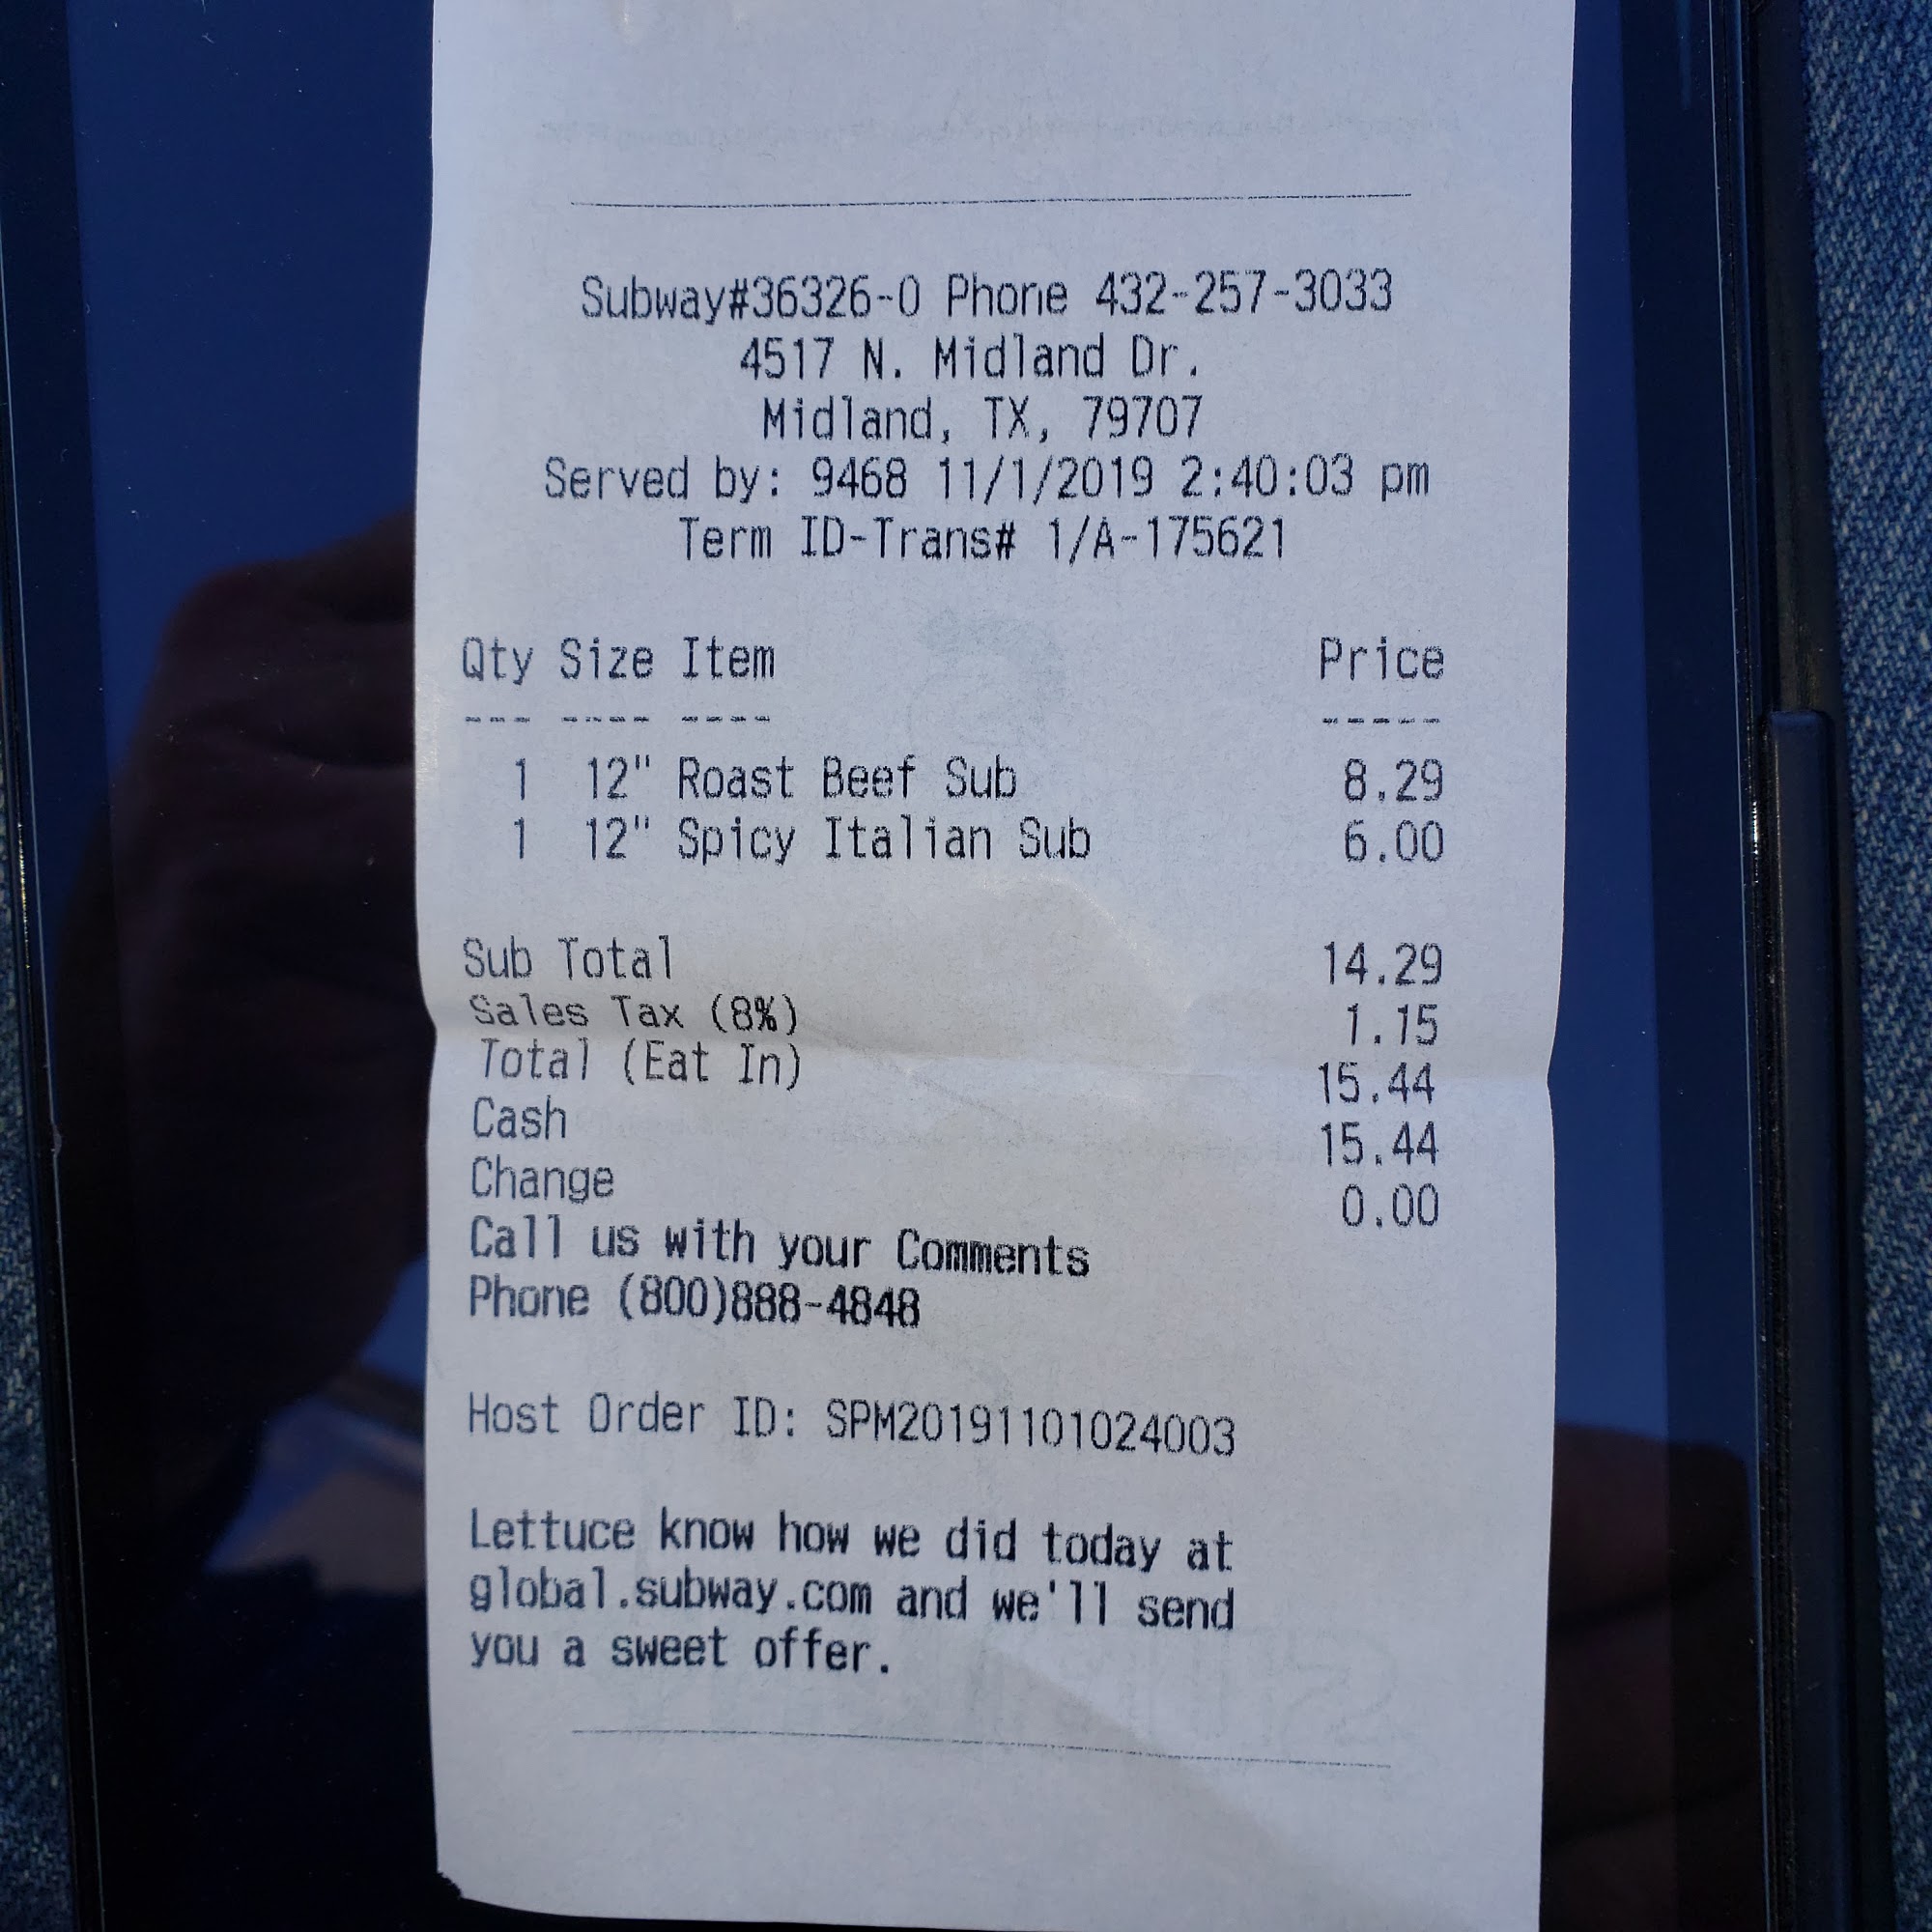 Subway#36326-0 Phone 432-257-3033
4517 N. Midland Dr.
Midland, TX, 79707
Served by: 9468 11/1/2019 2:40:03 pm
Term ID-Trans# 1/A-175621
Qty Size Item Price
--- ---- ---- -----
1 12" Roast Beef Sub 8.29
1 12" Spicy Italian Sub 6.00
Sub Total 14.29
Sales Tax (8%) 1.15
Total (Eat In) 15.44
Cash 15.44
Change 0.00
Call us with your Comments
Phone (800)888-4848
Host Order ID: SPM20191101024003
Lettuce know how we did today at
global.subway.com and we'll send
you a sweet offer.